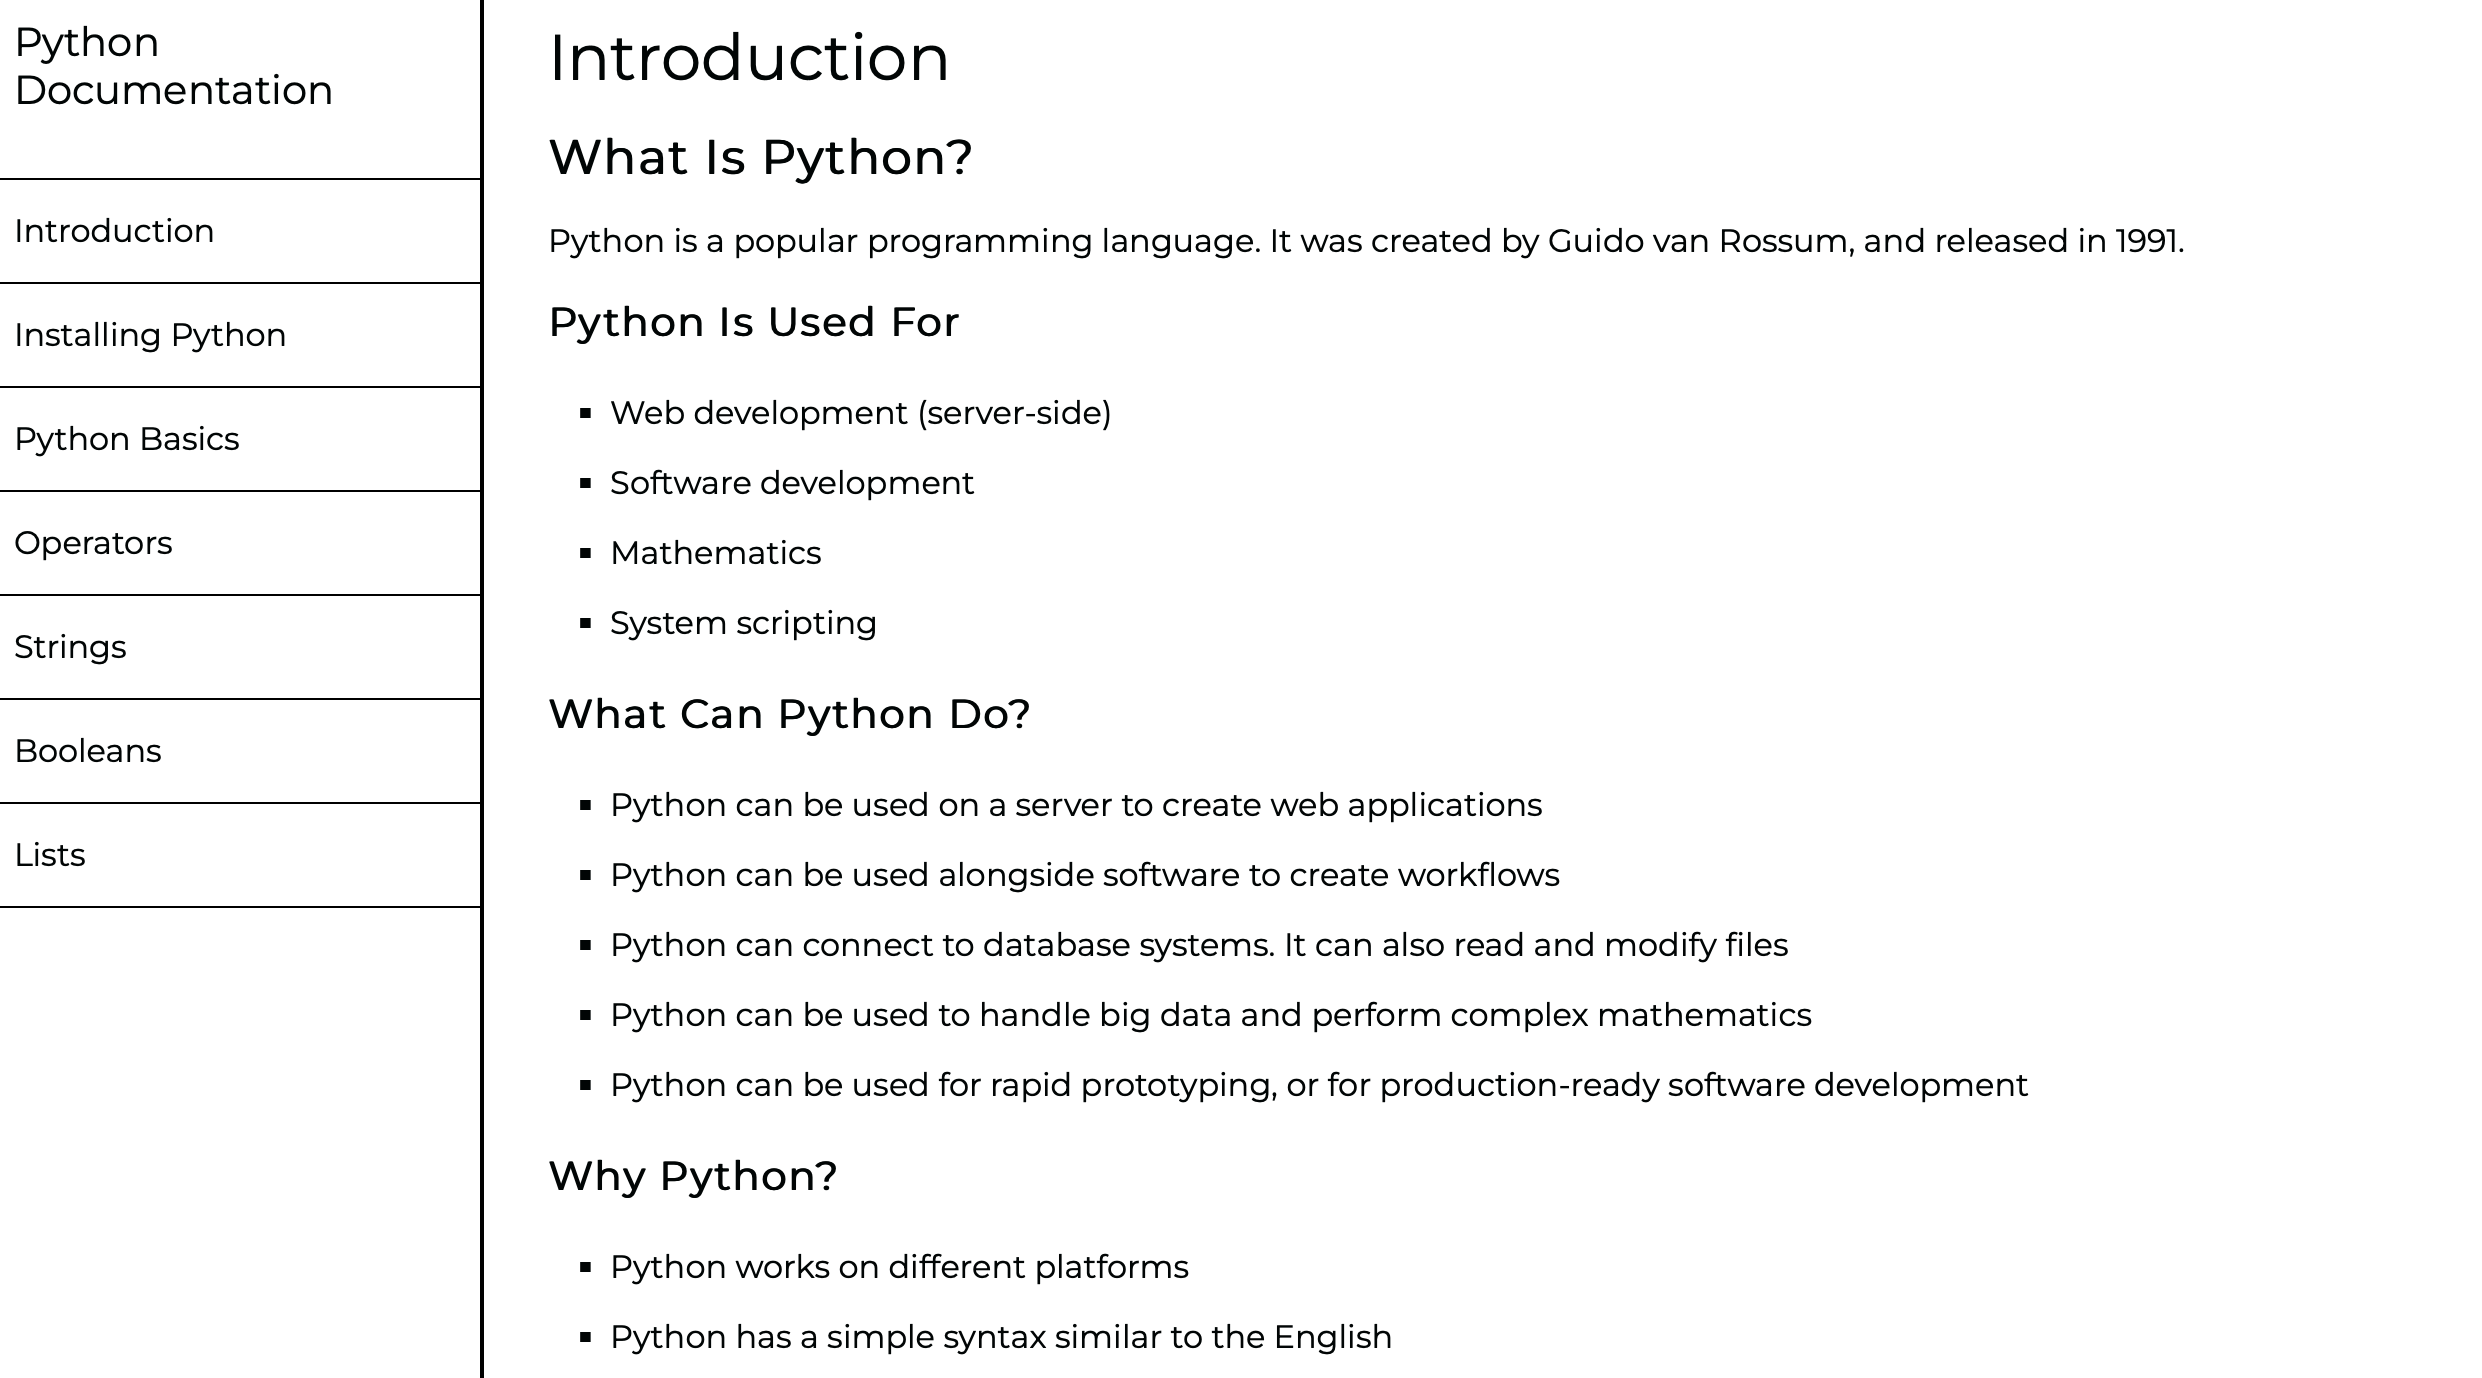 Python
Documentation
Introduction
Installing Python
Python Basics
Operators
Strings
Booleans
Lists
Introduction
What Is Python?
Python is a popular programming language. It was created by Guido van Rossum, and released in 1991.
Python Is Used For
Web development (server-side)
Software development
Mathematics
System scripting
What Can Python Do?
Python can be used on a server to create web applications
Python can be used alongside software to create workflows
Python can connect to database systems. It can also read and modify files
Python can be used to handle big data and perform complex mathematics
Python can be used for rapid prototyping, or for production-ready software development
Why Python?
Python works on different platforms
Python has a simple syntax similar to the English